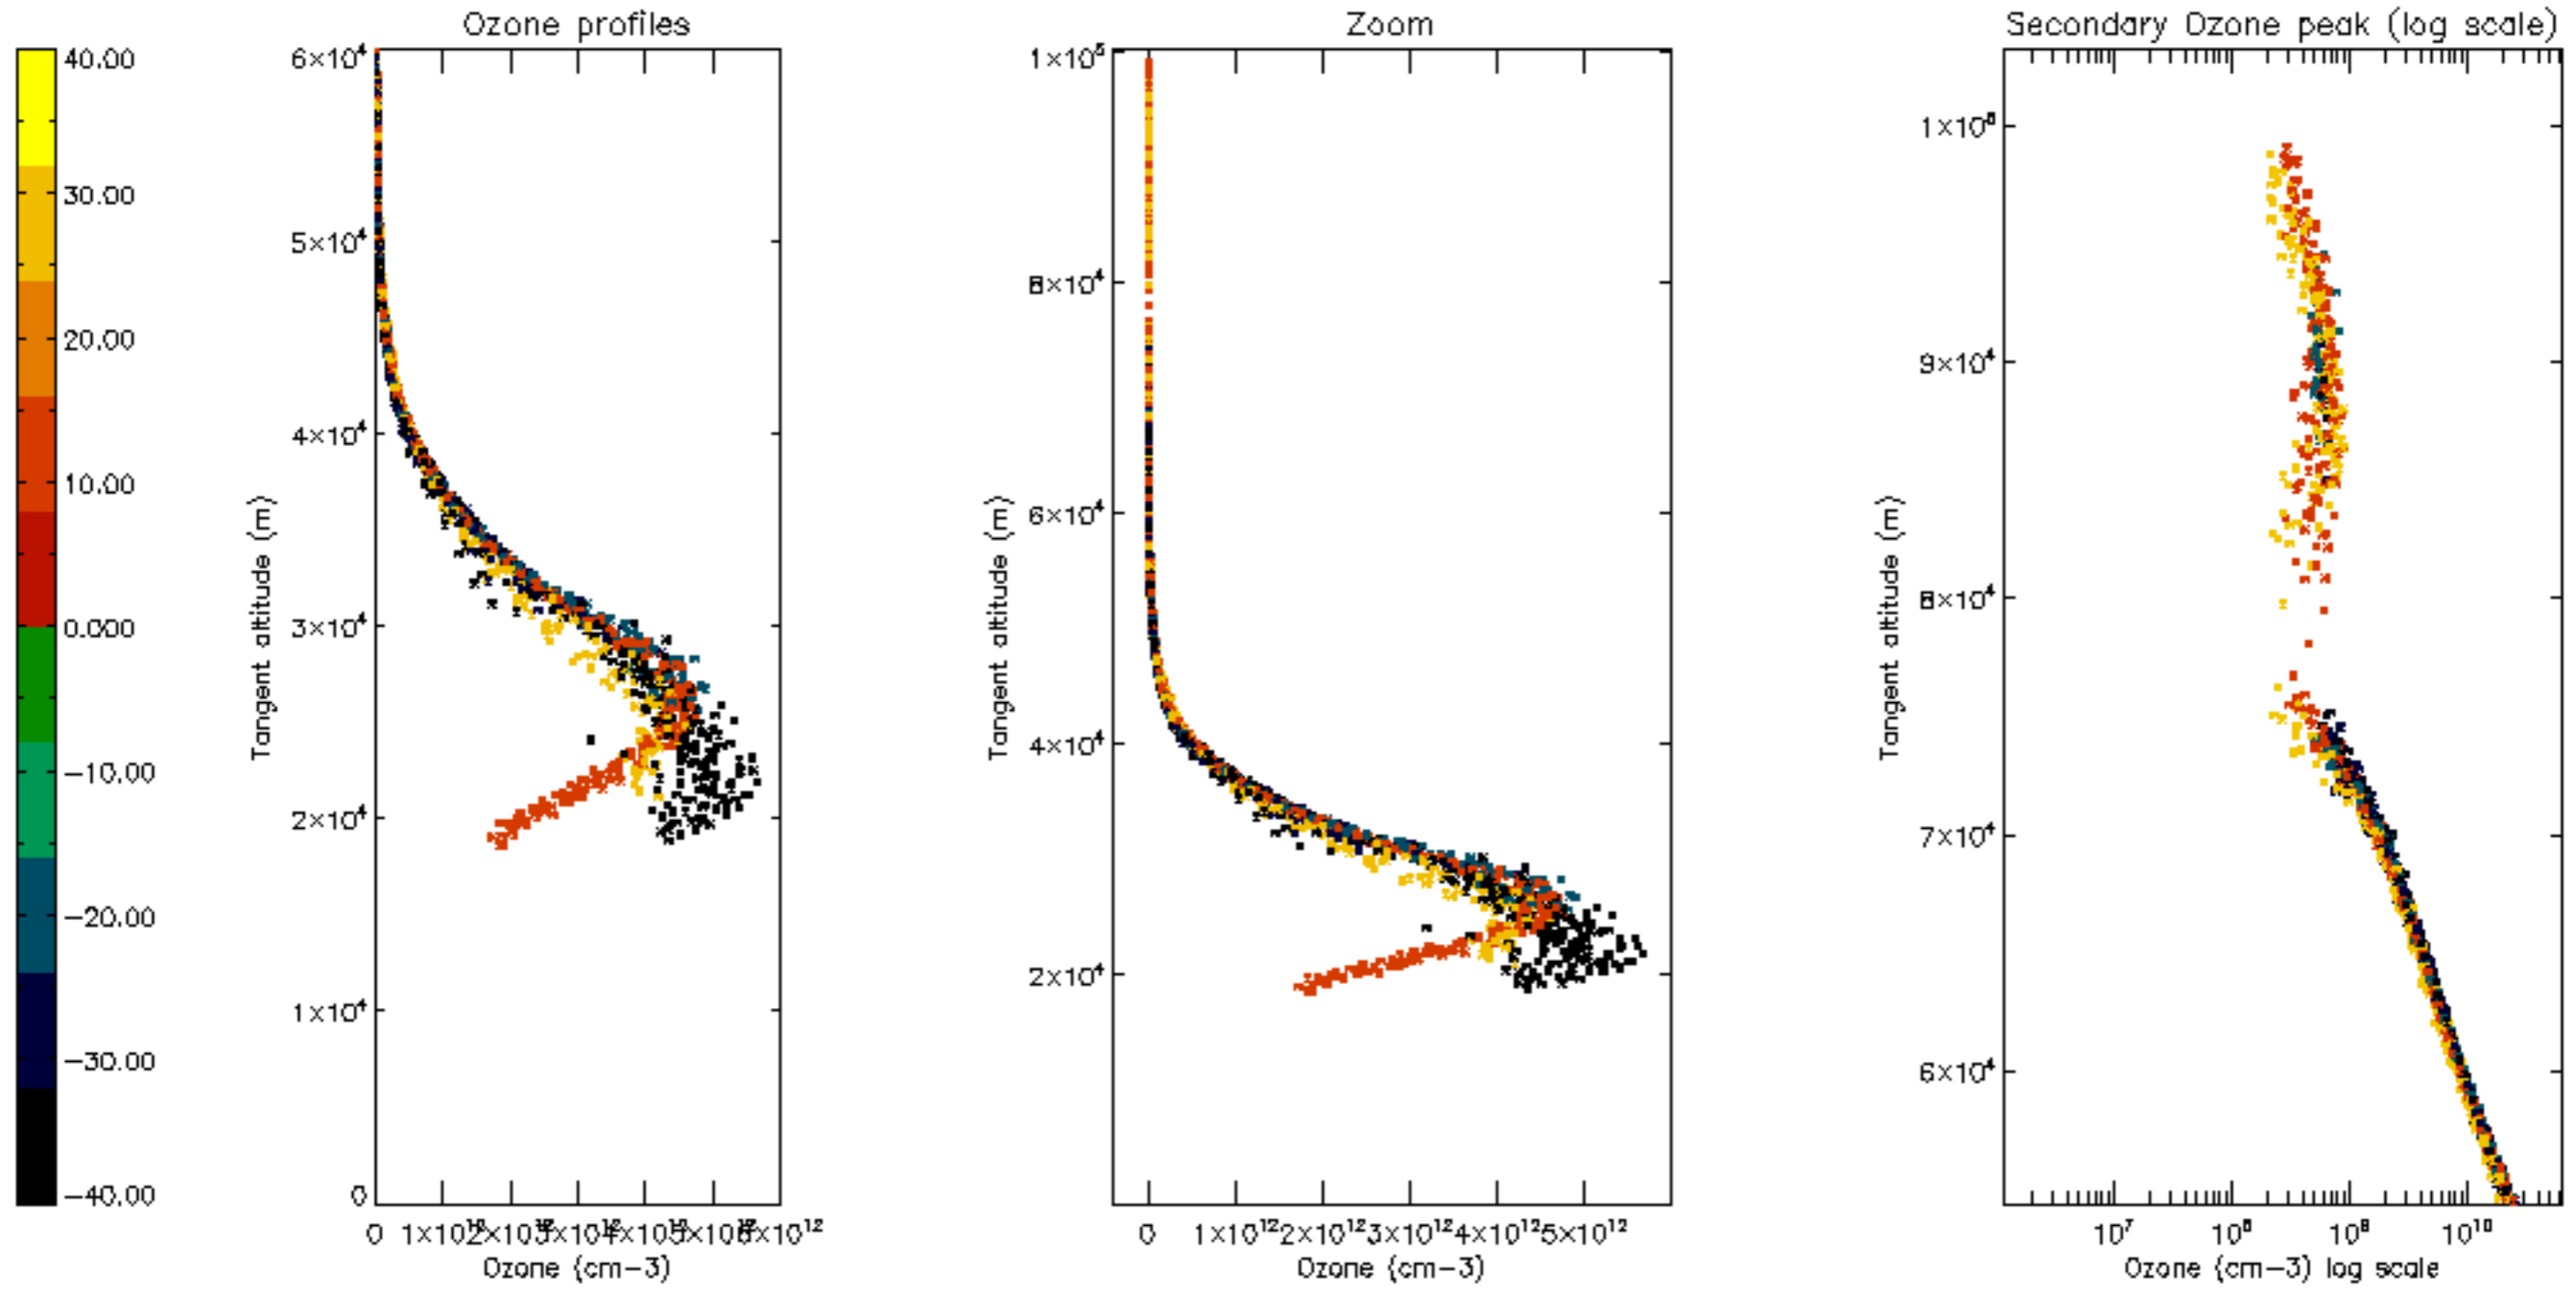 Ozone profiles
Zoom
Secondary Ozone peak (log scale)
40.00
30.00
20.00
10.00
0.000
−10.00
−20.00
−30.00
−40.00
6×10⁴
5×10⁴
4×10⁴
3×10⁴
2×10⁴
1×10⁴
0
Tangent altitude (m)
0
6×10¹²
Ozone (cm−3)
1×10⁵
8×10⁴
6×10⁴
4×10⁴
2×10⁴
Tangent altitude (m)
0 1×10¹² 2×10¹² 3×10¹² 4×10¹² 5×10¹²
Ozone (cm−3)
1×10⁵
9×10⁴
8×10⁴
7×10⁴
6×10⁴
Tangent altitude (m)
10⁷ 10⁸ 10⁹ 10¹⁰
Ozone (cm−3) log scale